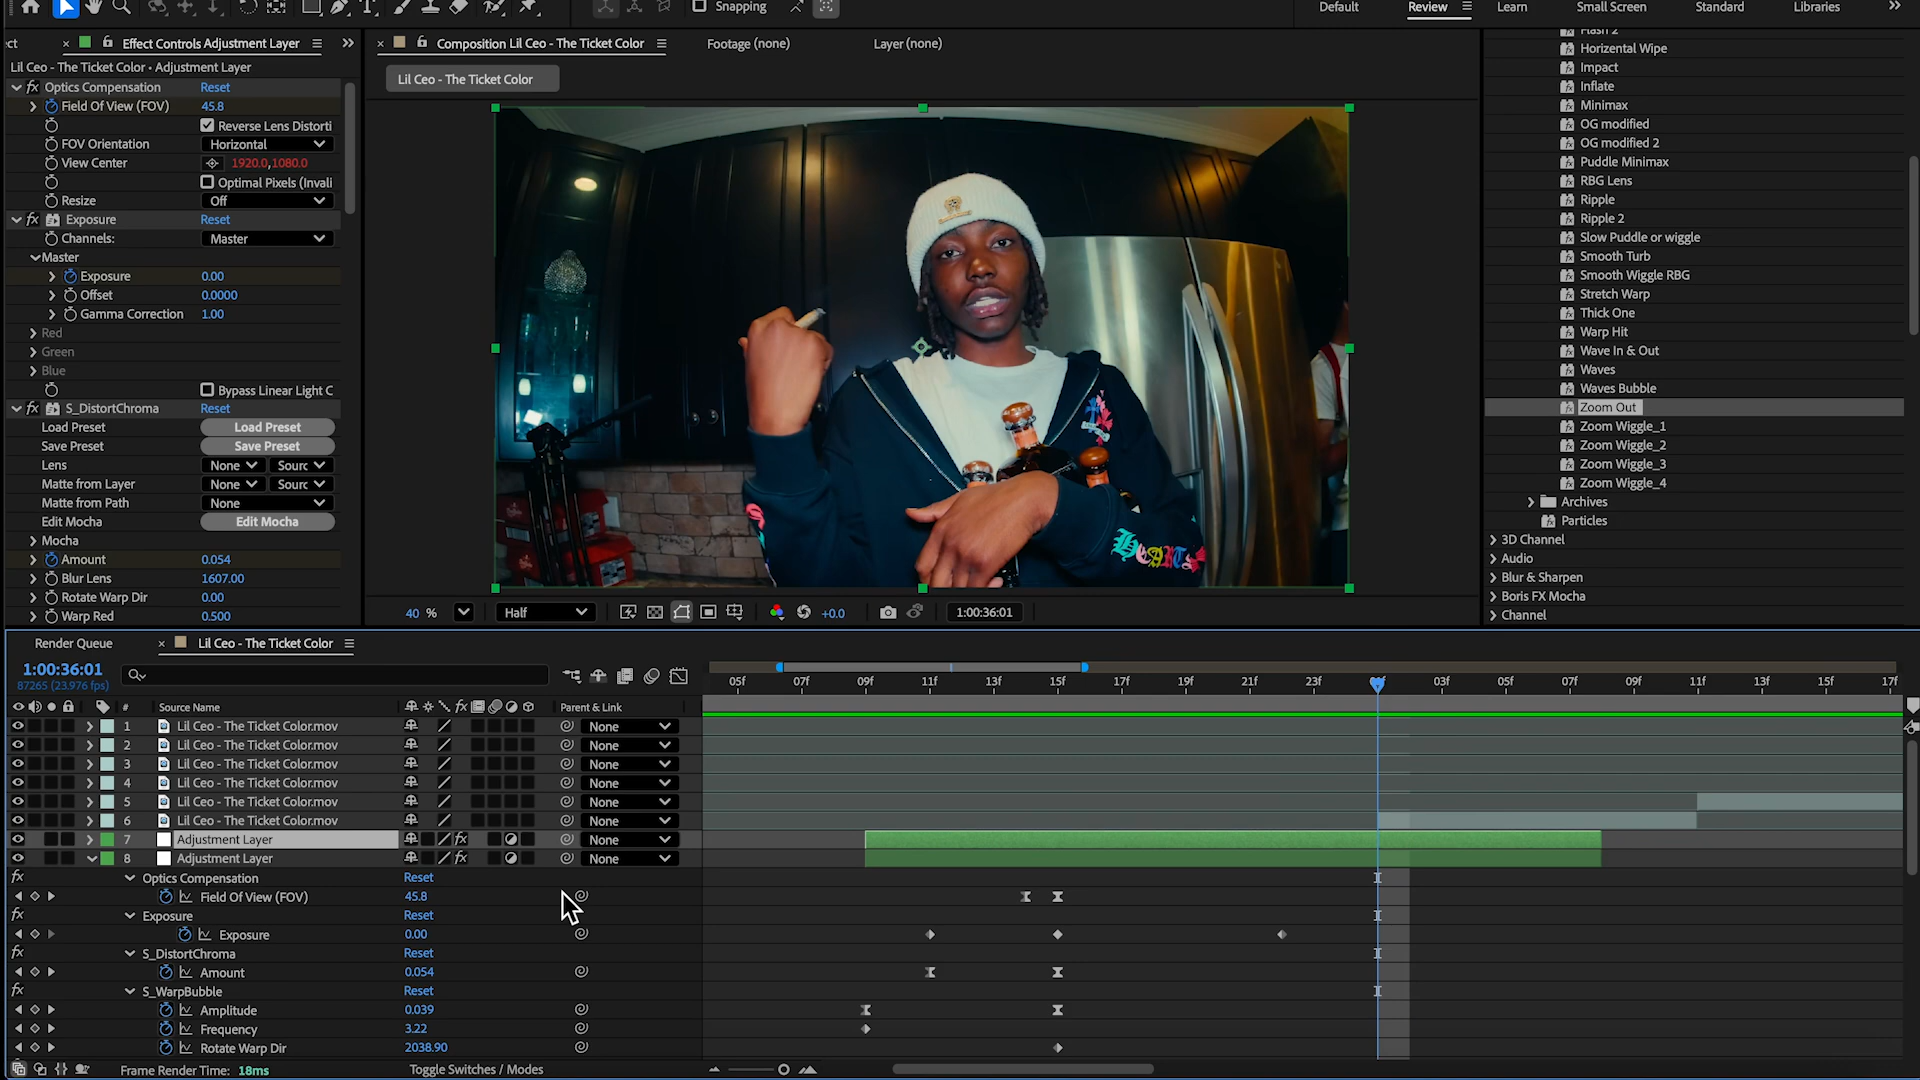 Snapping
Default
Review
Learn
Small Screen
Standard
Libraries
Effect Controls Adjustment Layer
Composition Lil Ceo - The Ticket Color
Footage (none)
Layer (none)
Lil Ceo - The Ticket Color • Adjustment Layer
Lil Ceo - The Ticket Color
Optics Compensation Reset
Field Of View (FOV) 45.8
Reverse Lens Distorti
FOV Orientation Horizontal
View Center 1920.0,1080.0
Optimal Pixels (Invali
Resize Off
Exposure Reset
Channels: Master
Master
Exposure 0.00
Offset 0.0000
Gamma Correction 1.00
Red
Green
Blue
Bypass Linear Light C
S_DistortChroma Reset
Load Preset Load Preset
Save Preset Save Preset
Lens None Sourc
Matte from Layer None Sourc
Matte from Path None
Edit Mocha Edit Mocha
Mocha
Amount 0.054
Blur Lens 1607.00
Rotate Warp Dir 0.00
Warp Red 0.500
40 % Half +0.0 1:00:36:01
Flash 2
Horizental Wipe
Impact
Inflate
Minimax
OG modified
OG modified 2
Puddle Minimax
RBG Lens
Ripple
Ripple 2
Slow Puddle or wiggle
Smooth Turb
Smooth Wiggle RBG
Stretch Warp
Thick One
Warp Hit
Wave In & Out
Waves
Waves Bubble
Zoom Out
Zoom Wiggle_1
Zoom Wiggle_2
Zoom Wiggle_3
Zoom Wiggle_4
Archives
Particles
3D Channel
Audio
Blur & Sharpen
Boris FX Mocha
Channel
Render Queue
Lil Ceo - The Ticket Color
1:00:36:01
87265 (23.976 fps)
05f 07f 09f 11f 13f 15f 17f 19f 21f 23f 03f 05f 07f 09f 11f 13f 15f 17f
# Source Name Parent & Link
1 Lil Ceo - The Ticket Color.mov None
2 Lil Ceo - The Ticket Color.mov None
3 Lil Ceo - The Ticket Color.mov None
4 Lil Ceo - The Ticket Color.mov None
5 Lil Ceo - The Ticket Color.mov None
6 Lil Ceo - The Ticket Color.mov None
7 Adjustment Layer None
8 Adjustment Layer None
Optics Compensation Reset
Field Of View (FOV) 45.8
Exposure Reset
Exposure 0.00
S_DistortChroma Reset
Amount 0.054
S_WarpBubble Reset
Amplitude 0.039
Frequency 3.22
Rotate Warp Dir 2038.90
Frame Render Time: 18ms
Toggle Switches / Modes